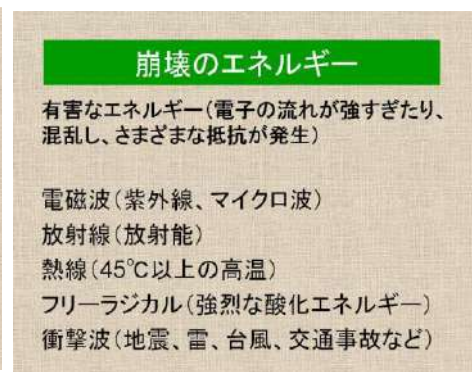 崩壊のエネルギー
有害なエネルギー(電子の流れが強すぎたり、
混乱し、さまざまな抵抗が発生)
電磁波(紫外線、マイクロ波)
放射線(放射能)
熱線(45℃以上の高温)
フリーラジカル(強烈な酸化エネルギー)
衝撃波(地震、雷、台風、交通事故など)